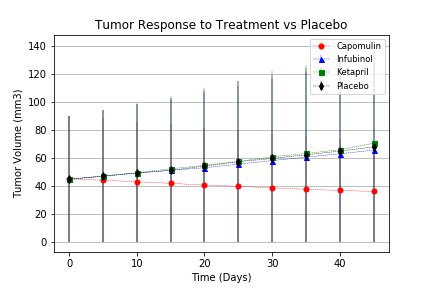 Tumor Response to Treatment vs Placebo
Tumor Volume (mm3)
140
120
100
80
60
40
20
0
Capomulin
Infubinol
Ketapril
Placebo
0 10 20 30 40
Time (Days)